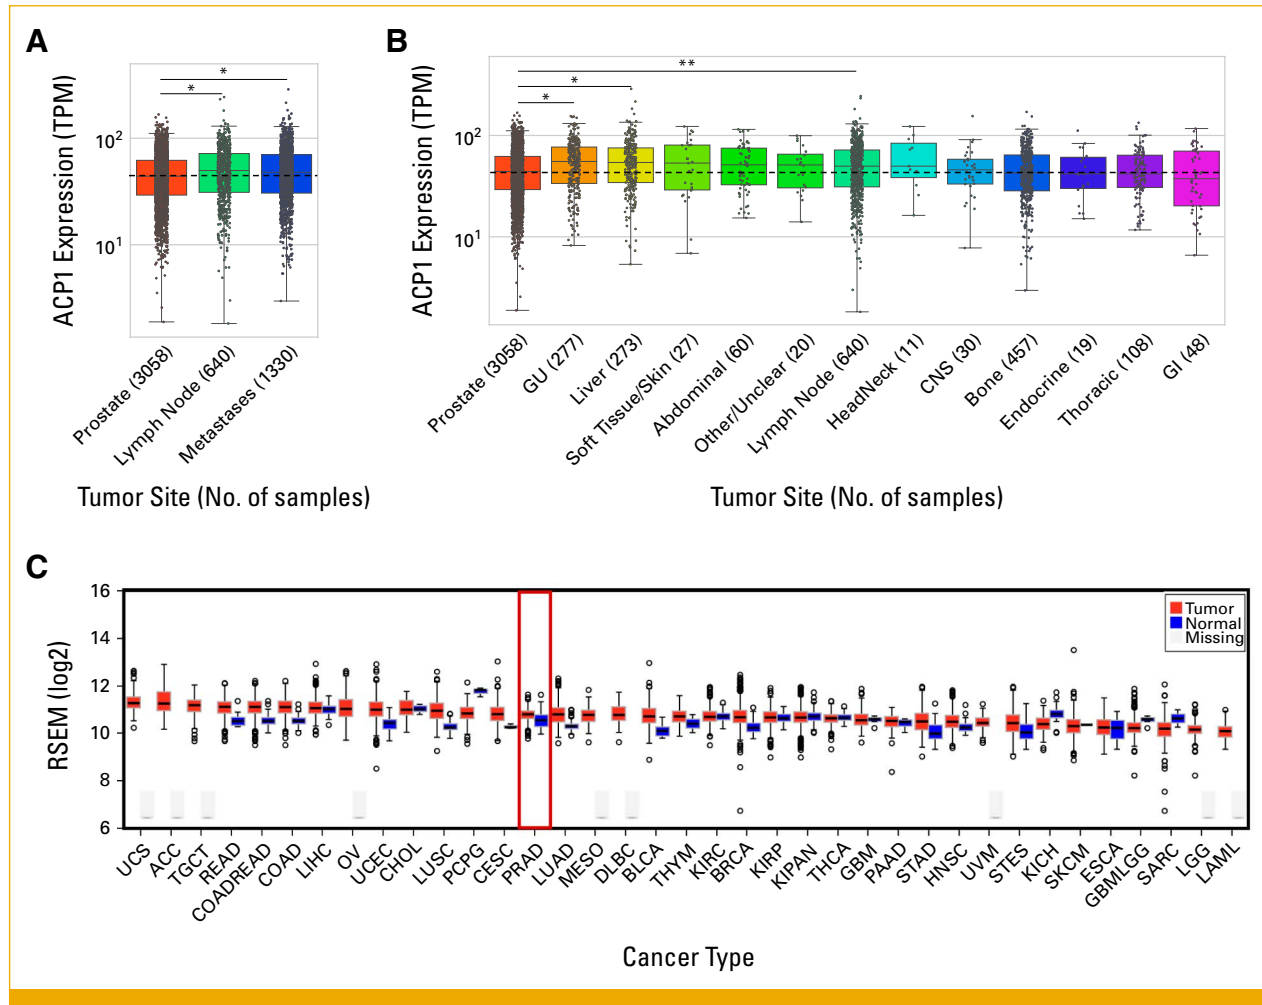 A
ACP1 Expression (TPM)
10²
10¹
*
*
Prostate (3058)
Lymph Node (640)
Metastases (1330)
Tumor Site (No. of samples)
B
ACP1 Expression (TPM)
10²
10¹
**
*
*
Prostate (3058)
GU (277)
Liver (273)
Soft Tissue/Skin (27)
Abdominal (60)
Other/Unclear (20)
Lymph Node (640)
HeadNeck (11)
CNS (30)
Bone (457)
Endocrine (19)
Thoracic (108)
GI (48)
Tumor Site (No. of samples)
C
RSEM (log2)
16
14
12
10
8
6
Tumor
Normal
Missing
UCS
ACC
TGCT
READ
COADREAD
COAD
LIHC
OV
UCEC
CHOL
LUSC
PCPG
CESC
PRAD
LUAD
MESO
DLBC
BLCA
THYM
KIRC
BRCA
KIRP
KIPAN
THCA
GBM
PAAD
STAD
HNSC
UVM
STES
KICH
SKCM
ESCA
GBMLGG
SARC
LGG
LAML
Cancer Type